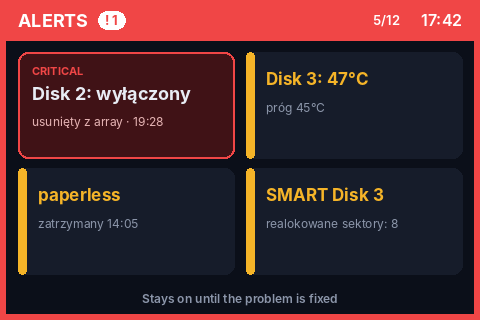 ALERTS !1 5/12 17:42
CRITICAL
Disk 2: wyłączony
usunięty z array · 19:28
Disk 3: 47°C
próg 45°C
paperless
zatrzymany 14:05
SMART Disk 3
realokowane sektory: 8
Stays on until the problem is fixed